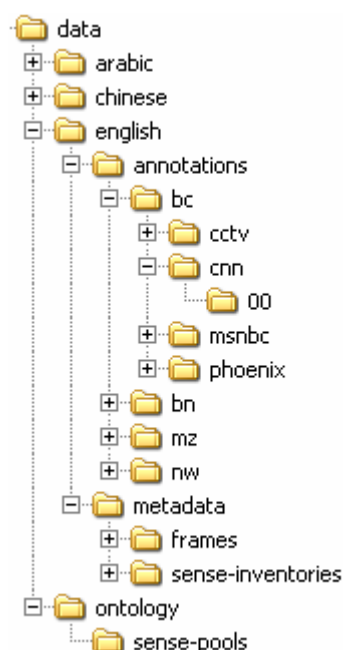 data
arabic
chinese
english
annotations
bc
cctv
cnn
00
msnbc
phoenix
bn
mz
nw
metadata
frames
sense-inventories
ontology
sense-pools